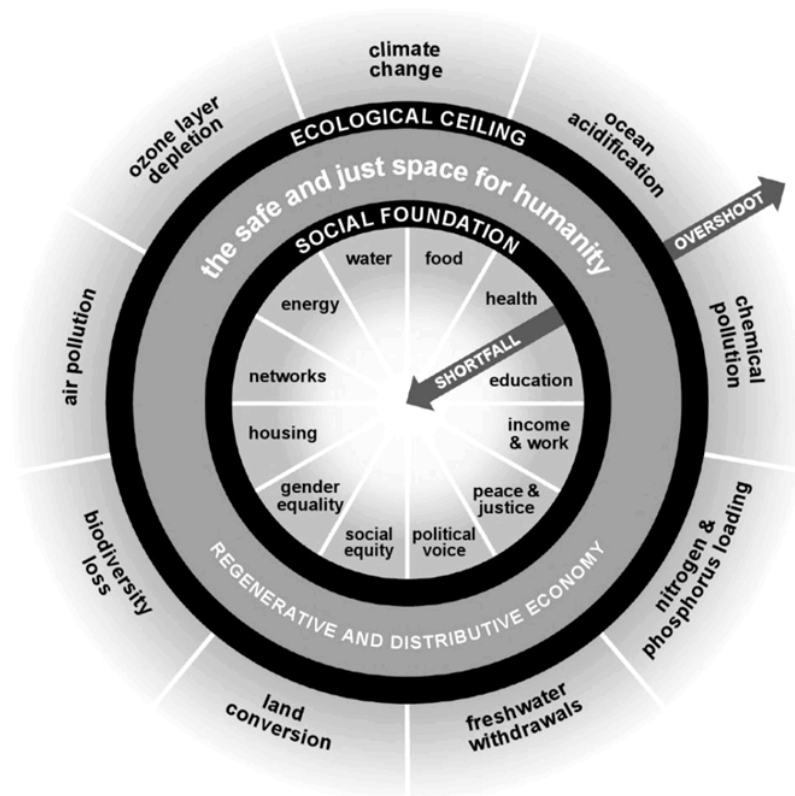 climate
change
ocean
acidification
OVERSHOOT
chemical
pollution
nitrogen &
phosphorus loading
freshwater
withdrawals
land
conversion
biodiversity
loss
air pollution
ozone layer
depletion
ECOLOGICAL CEILING
the safe and just space for humanity
SOCIAL FOUNDATION
water
food
health
SHORTFALL
education
income
& work
peace &
justice
political
voice
social
equity
gender
equality
housing
networks
energy
REGENERATIVE AND DISTRIBUTIVE ECONOMY